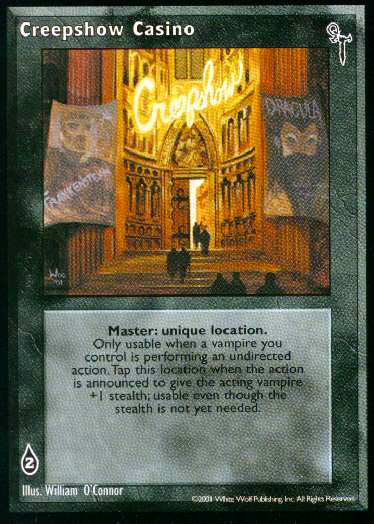 Creepshow Casino
Creepshow
DRACULA
Master: unique location.
Only usable when a vampire you
control is performing an undirected
action. Tap this location when the action
is announced to give the acting vampire
+1 stealth; usable even though the
stealth is not yet needed.
2
Illus. William O'Connor
©2001 White Wolf Publishing, Inc. All Rights Reserved.